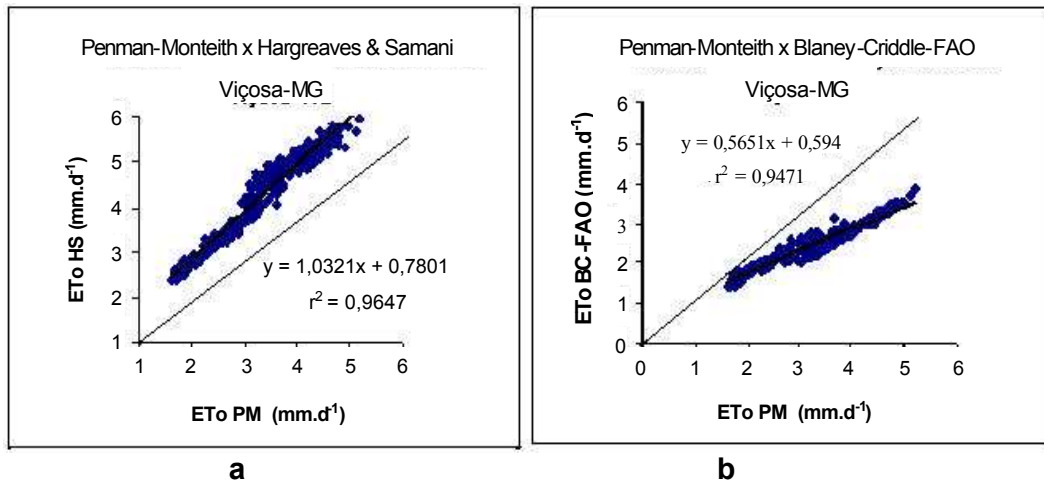 Penman-Monteith x Hargreaves & Samani
Viçosa-MG
6
5
4
3
2
1
ETo HS (mm.d-1)
y = 1,0321x + 0,7801
r² = 0,9647
1 2 3 4 5 6
ETo PM (mm.d-1)
a
Penman-Monteith x Blaney-Criddle-FAO
Viçosa-MG
6
5
4
3
2
1
0
ETo BC-FAO (mm.d-1)
y = 0,5651x + 0,594
r² = 0,9471
0 1 2 3 4 5 6
ETo PM (mm.d-1)
b